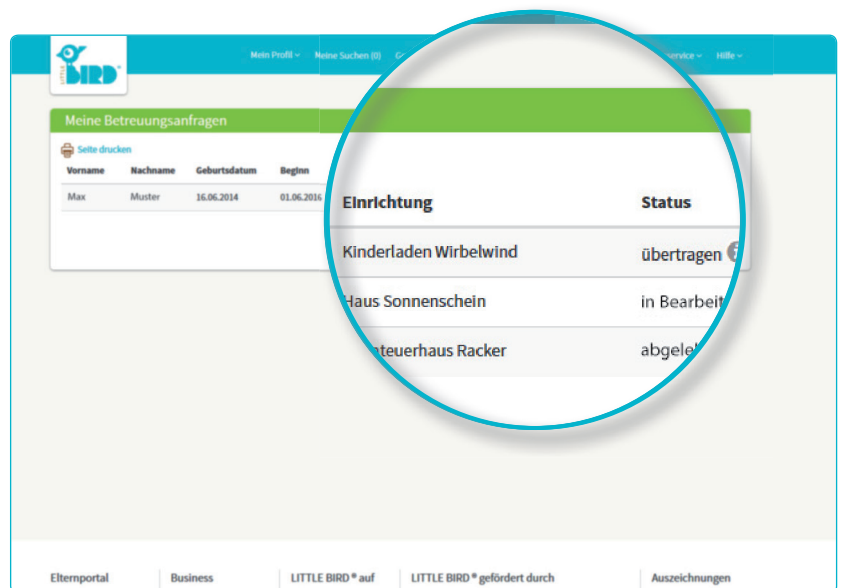 LITTLE BIRD
Mein Profil Meine Suchen (0) Hilfe
Meine Betreuungsanfragen
Seite drucken
Vorname Nachname Geburtsdatum Beginn
Max Muster 16.06.2014 01.06.2016
Einrichtung Status
Kinderladen Wirbelwind übertragen
Haus Sonnenschein in Bearbeit
teuerhaus Racker abgele
Elternportal Business LITTLE BIRD® auf LITTLE BIRD® gefördert durch Auszeichnungen